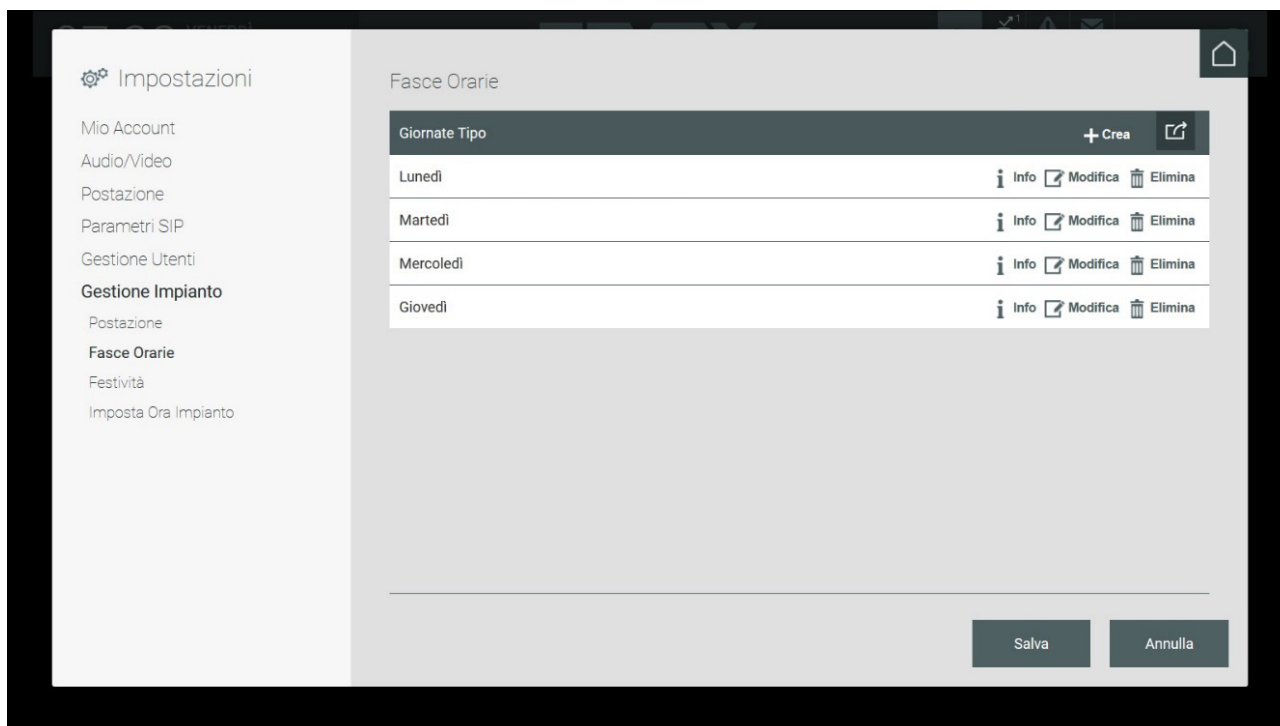 Impostazioni
Mio Account
Audio/Video
Postazione
Parametri SIP
Gestione Utenti
Gestione Impianto
Postazione
Fasce Orarie
Festività
Imposta Ora Impianto
Fasce Orarie
Giornate Tipo + Crea
Lunedì Info Modifica Elimina
Martedì Info Modifica Elimina
Mercoledì Info Modifica Elimina
Giovedì Info Modifica Elimina
Salva Annulla